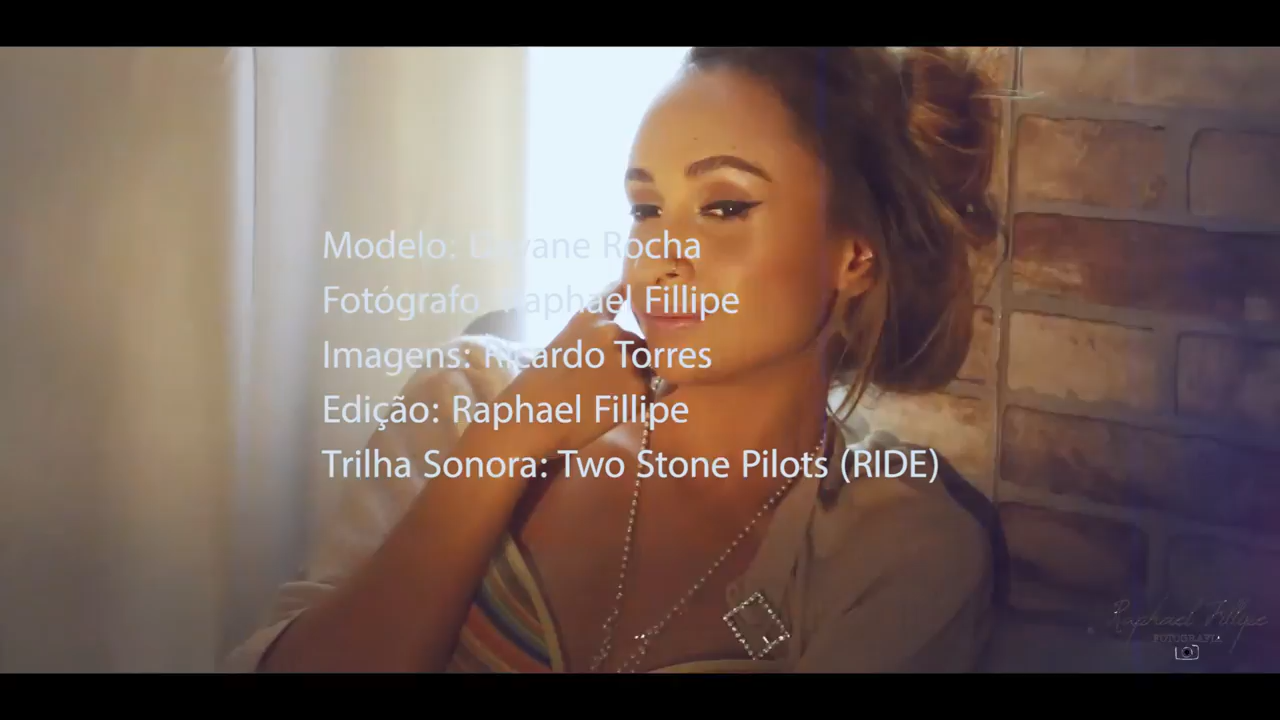 Modelo: Rocha
Fotógrafo Raphael Fillipe
Imagens: Ricardo Torres
Edição: Raphael Fillipe
Trilha Sonora: Two Stone Pilots (RIDE)
Raphael Fillipe
FOTOGRAFIA